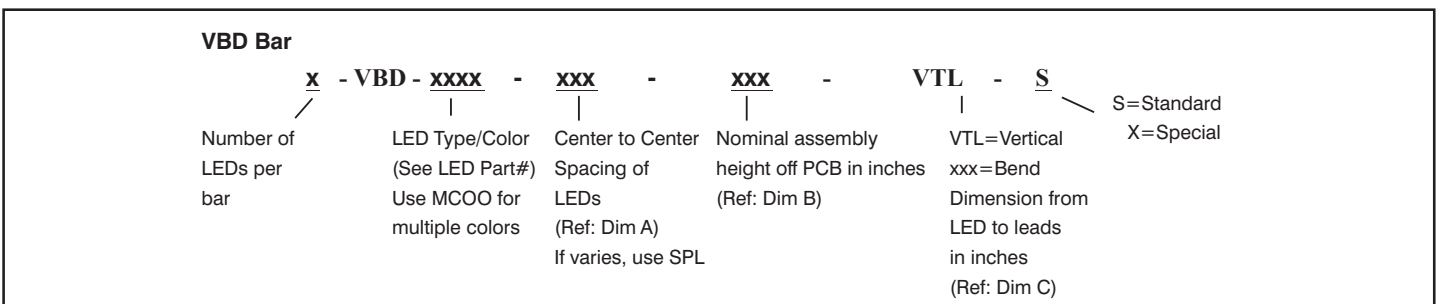 VBD Bar
x - VBD - xxxx - xxx - xxx - VTL - S
S=Standard
X=Special
Number of
LEDs per
bar
LED Type/Color
(See LED Part#)
Use MCOO for
multiple colors
Center to Center
Spacing of
LEDs
(Ref: Dim A)
If varies, use SPL
Nominal assembly
height off PCB in inches
(Ref: Dim B)
VTL=Vertical
xxx=Bend
Dimension from
LED to leads
in inches
(Ref: Dim C)